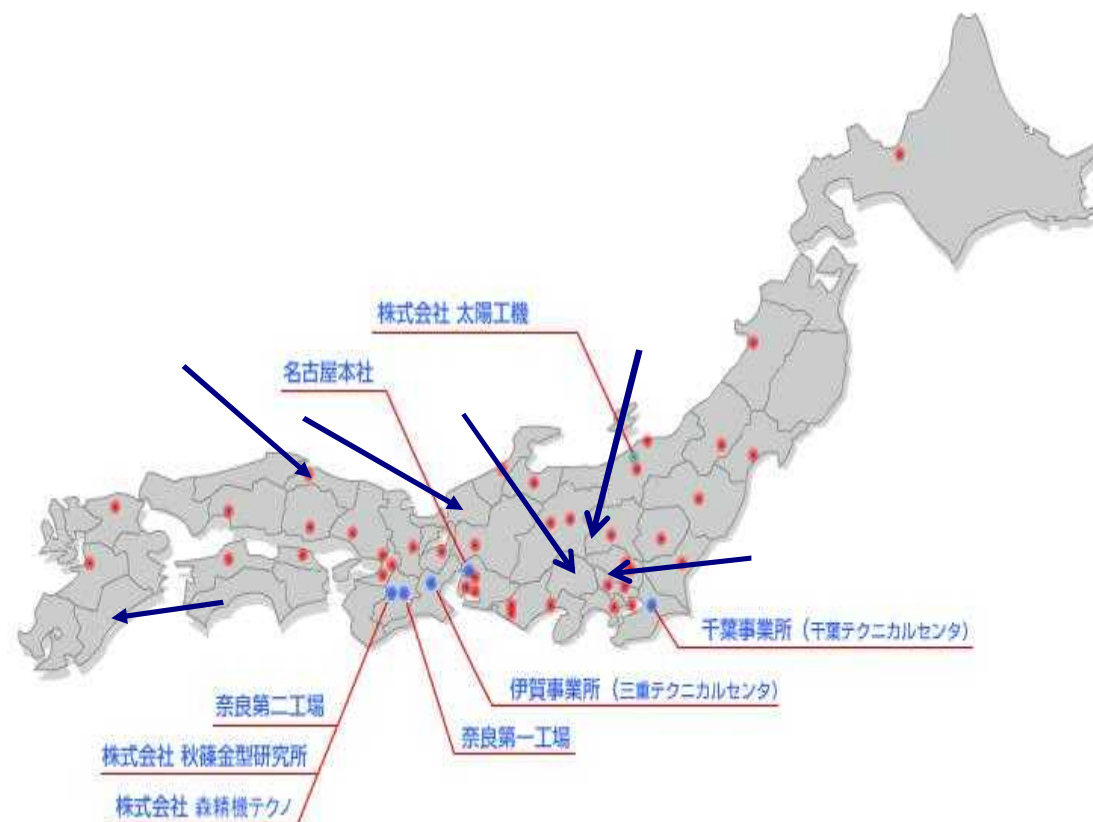 株式会社 太陽工機
名古屋本社
千葉事業所（千葉テクニカルセンタ）
伊賀事業所（三重テクニカルセンタ）
奈良第二工場
奈良第一工場
株式会社 秋篠金型研究所
株式会社 森精機テクノ